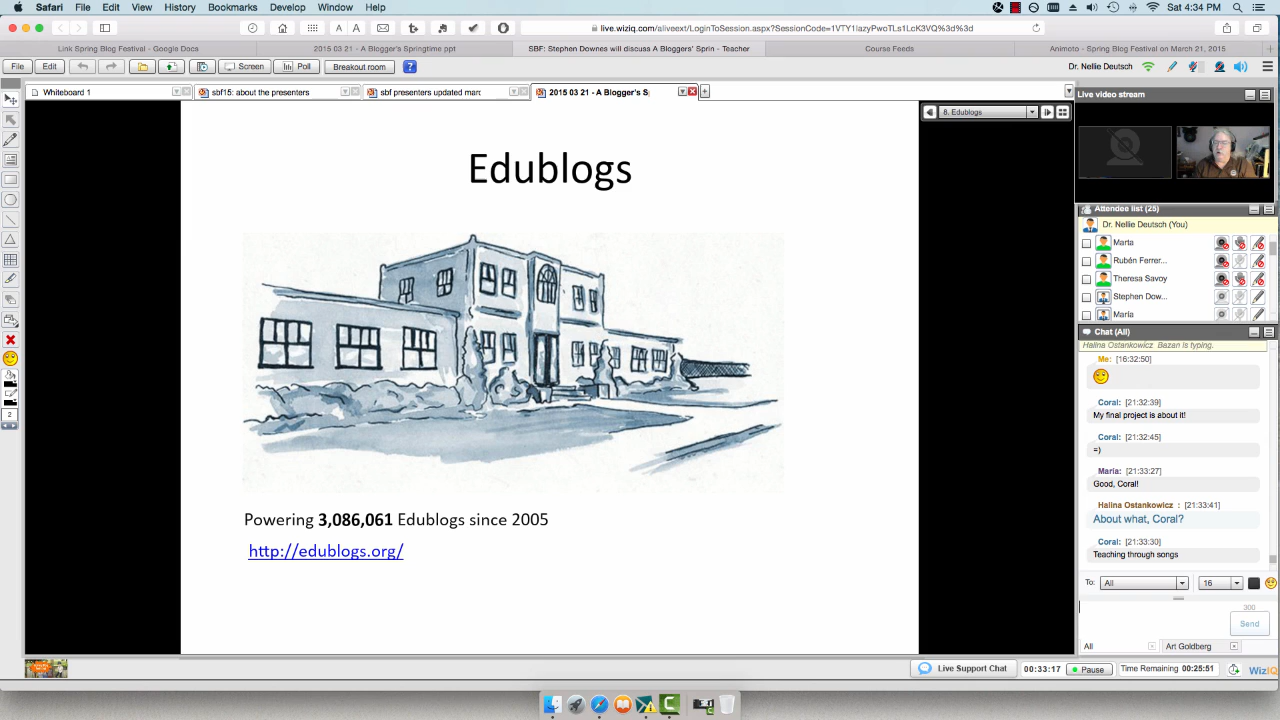 Safari File Edit View History Bookmarks Develop Window Help Sat 4:34 PM
live.wiziq.com/aliveext/LoginToSession.aspx?SessionCode=1VTY1IazyPwoTLs1LcK3VQ%3d%3d
Link Spring Blog Festival - Google Docs 2015 03 21 - A Blogger's Springtime ppt SBF: Stephen Downes will discuss A Bloggers' Sprin - Teacher Course Feeds Animoto - Spring Blog Festival on March 21, 2015
File Edit Screen Poll Breakout room ? Dr. Nellie Deutsch
Whiteboard 1 sbf15: about the presenters sbf presenters updated marc 2015 03 21 - A Blogger's S
8. Edublogs
Edublogs
Powering 3,086,061 Edublogs since 2005
http://edublogs.org/
2
Live video stream
Attendee list (25)
Dr. Nellie Deutsch (You)
Marta
Rubén Ferrer...
Theresa Savoy
Stephen Dow...
María
Chat (All)
Halina Ostankowicz Bazan is typing.
Me: [16:32:50]
Coral: [21:32:39]
My final project is about it!
Coral: [21:32:45]
=)
María: [21:33:27]
Good, Coral!
Halina Ostankowicz : [21:33:41]
About what, Coral?
Coral: [21:33:30]
Teaching through songs
To: All 16
300
Send
All Art Goldberg
Live Support Chat 00:33:17 Pause Time Remaining 00:25:51 WizIQ